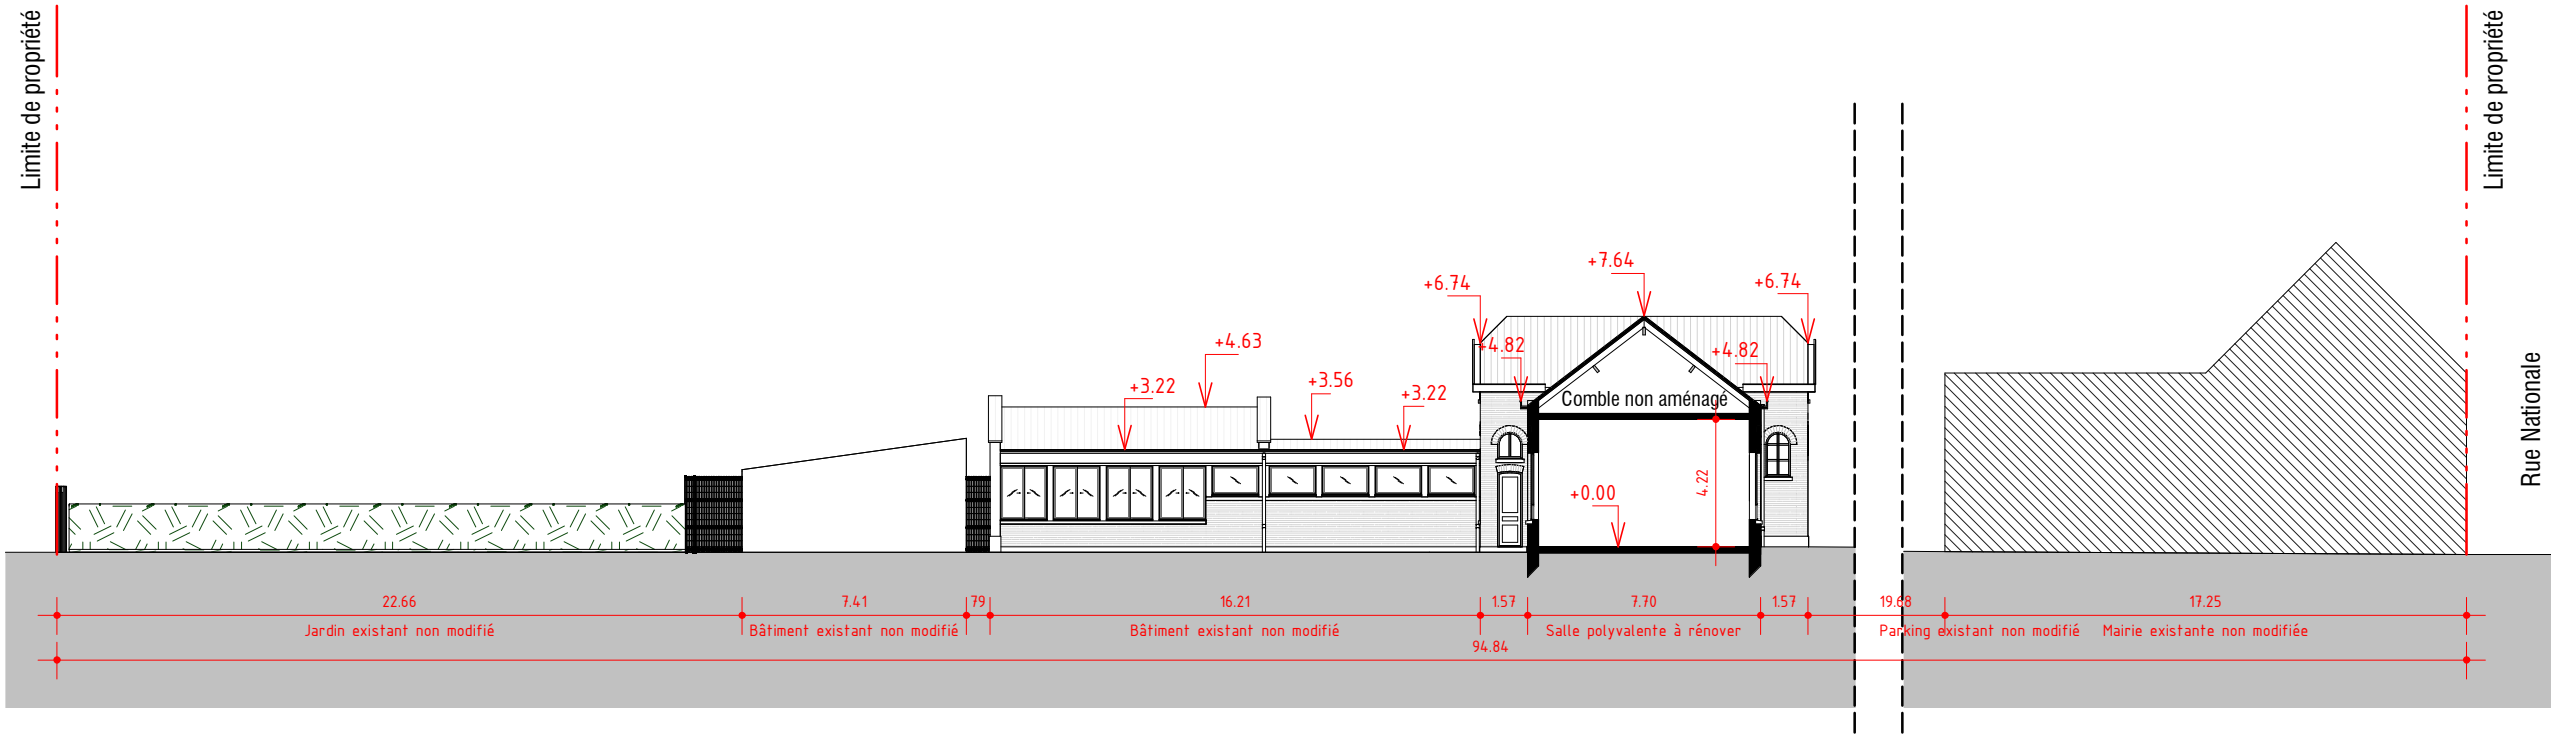 Limite de propriété
Limite de propriété
Rue Nationale
+7.64
+6.74
+6.74
+4.63
+4.82
+4.82
+3.22
+3.56
+3.22
Comble non aménagé
4.22
+0.00
22.66
7.41
79
16.21
1.57
7.70
1.57
19.68
17.25
Jardin existant non modifié
Bâtiment existant non modifié
Bâtiment existant non modifié
Salle polyvalente à rénover
Parking existant non modifié
Mairie existante non modifiée
94.84